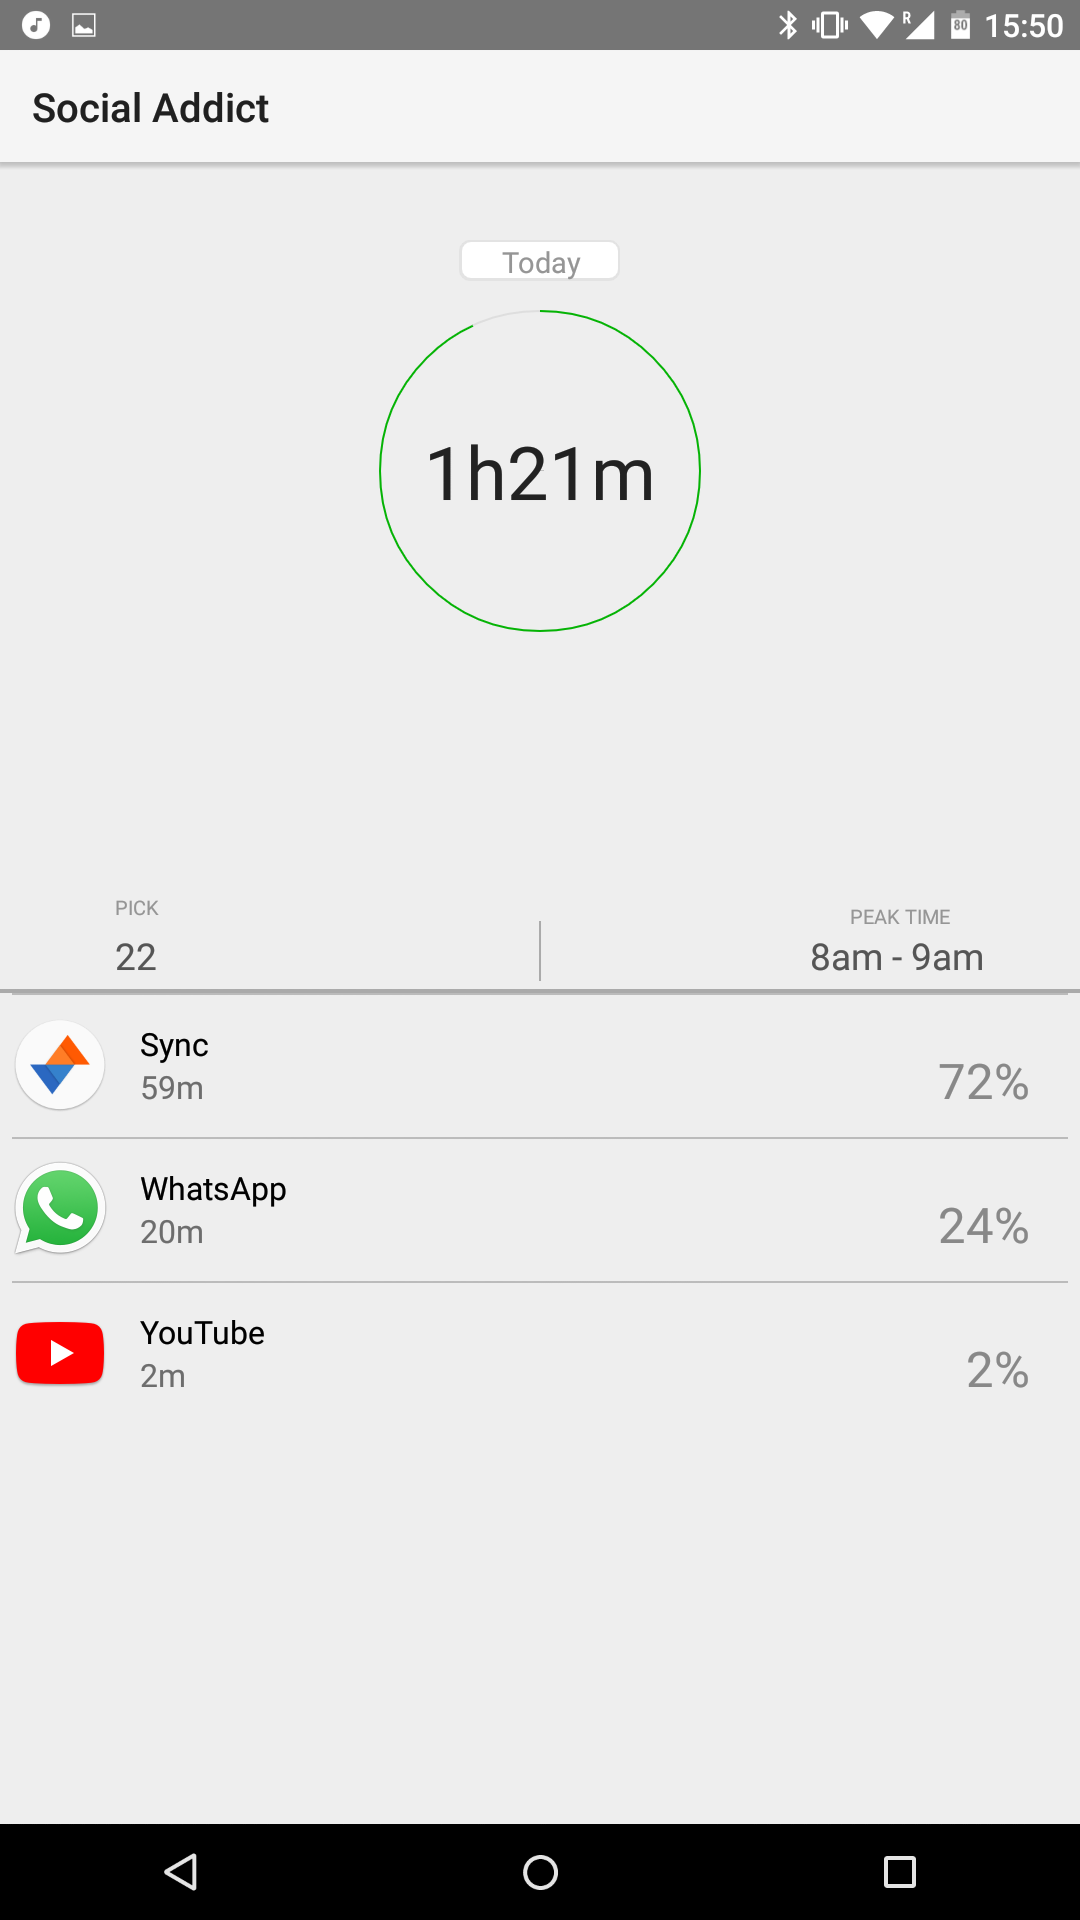 R 80 15:50
Social Addict
Today
1h21m
PICK
22
PEAK TIME
8am - 9am
Sync
59m
72%
WhatsApp
20m
24%
YouTube
2m
2%